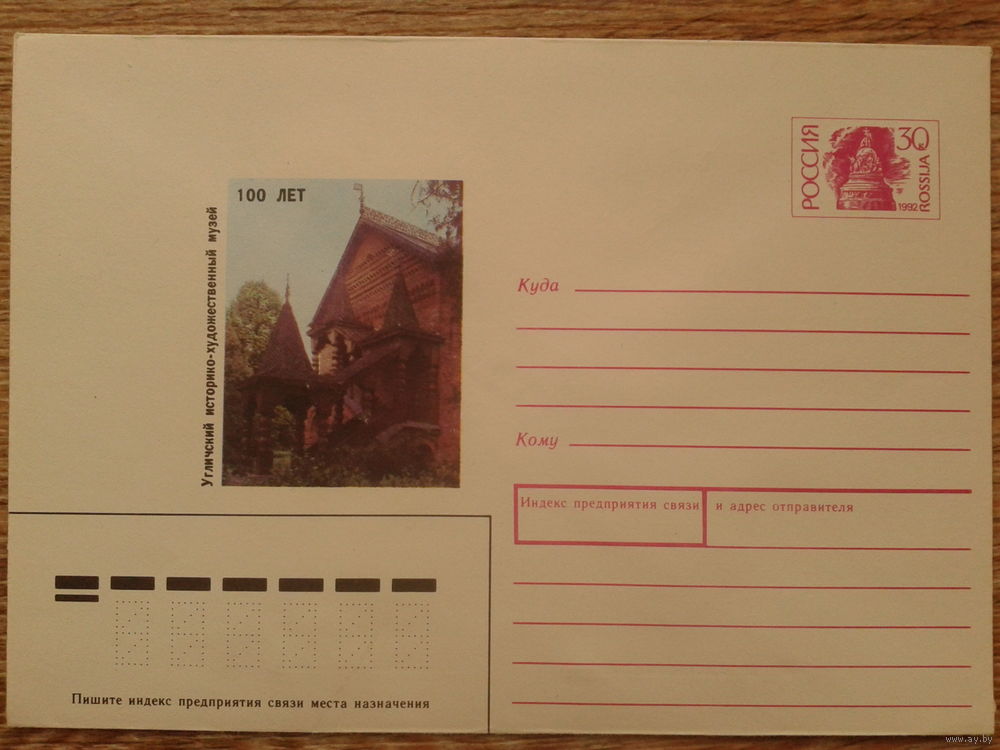 100 ЛЕТ
Угличский историко-художественный музей
РОССИЯ
30 к
1992
ROSSIJA
Куда
Кому
Индекс предприятия связи
и адрес отправителя
Пишите индекс предприятия связи места назначения
www.ay.by